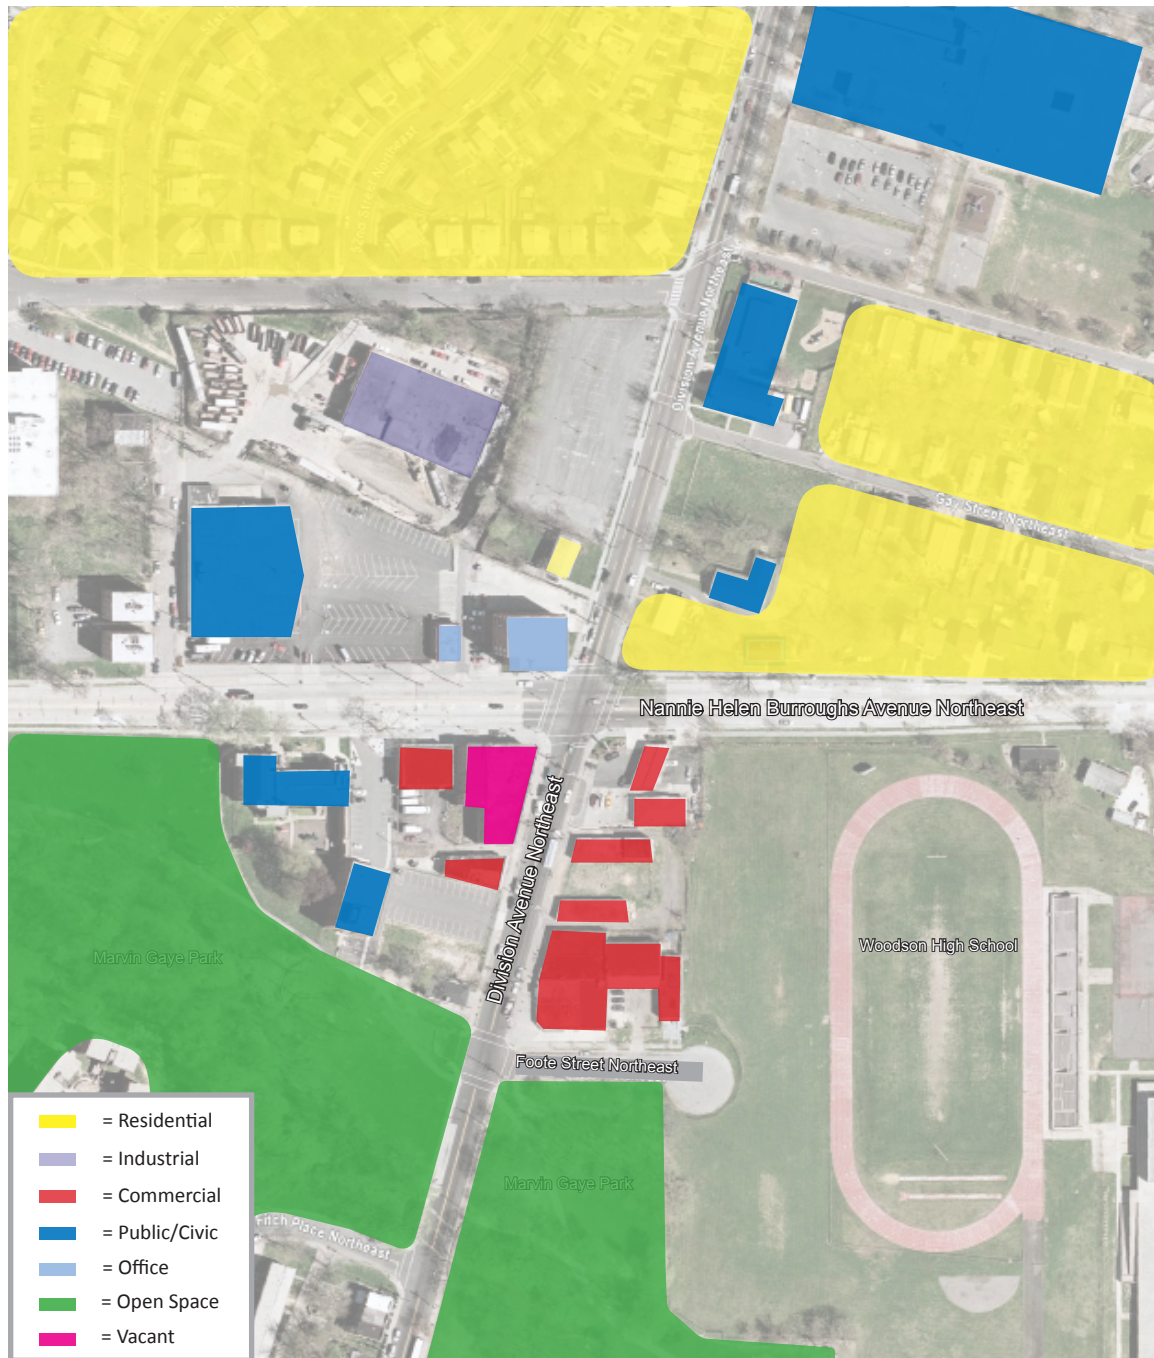 Division Avenue Northeast
Gay Street Northeast
Nannie Helen Burroughs Avenue Northeast
Division Avenue Northeast
Woodson High School
Marvin Gaye Park
Foote Street Northeast
Marvin Gaye Park
Fitch Place Northeast
= Residential
= Industrial
= Commercial
= Public/Civic
= Office
= Open Space
= Vacant